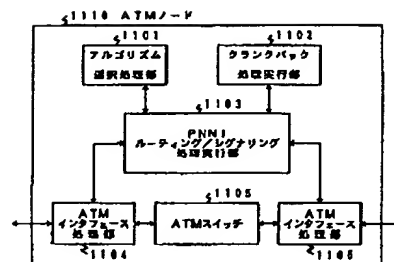 1110 ATMノード
1101
アルゴリズム
選択処理部
1102
クランクバック
処理実行部
1103
PNNI
ルーティング/シグナリング
処理実行部
1105
ATM
インタフェース
処理部
1104
ATMスイッチ
ATM
インタフェース
処理部
1106